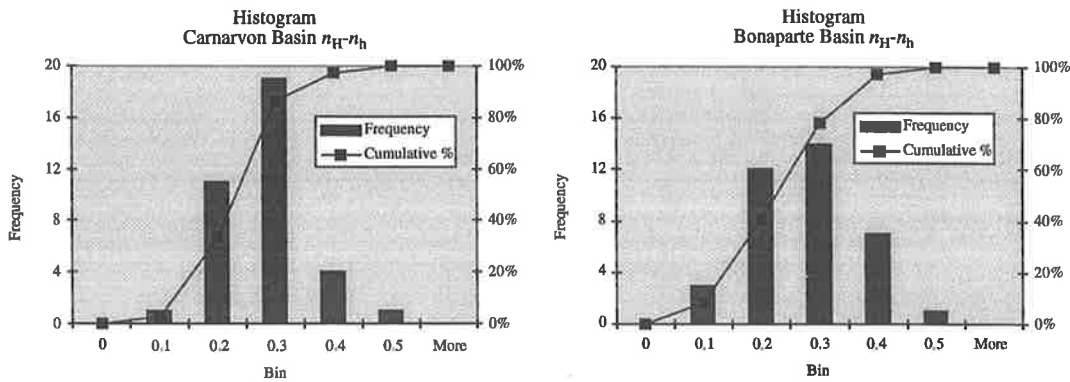 Histogram
Carnarvon Basin nH-nh
20
16
12
8
4
0
Frequency
100%
80%
60%
40%
20%
0%
Frequency
Cumulative %
0 0.1 0.2 0.3 0.4 0.5 More
Bin
Histogram
Bonaparte Basin nH-nh
20
16
12
8
4
0
Frequency
100%
80%
60%
40%
20%
0%
Frequency
Cumulative %
0 0.1 0.2 0.3 0.4 0.5 More
Bin